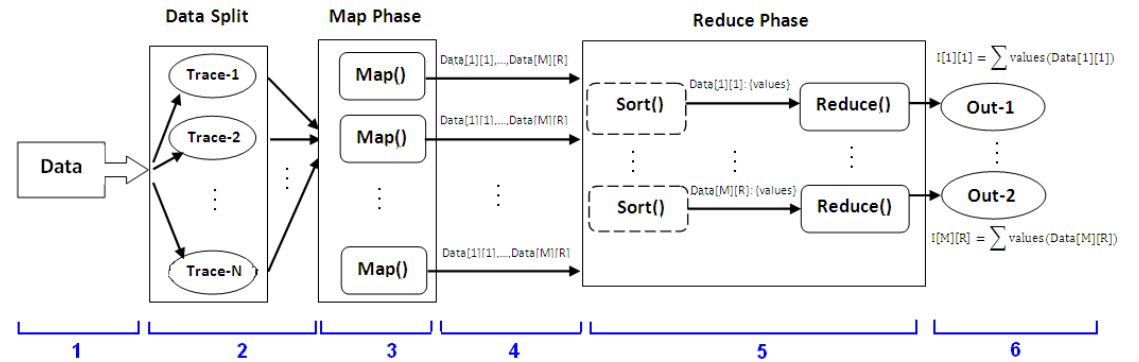 Data Split
Map Phase
Reduce Phase
Data
Trace-1
Trace-2
Trace-N
Map()
Map()
Map()
Data[1][1],...,Data[M][R]
Data[1][1],...,Data[M][R]
Data[1][1],...,Data[M][R]
Sort()
Data[1][1]:{values}
Reduce()
Sort()
Data[M][R]:{values}
Reduce()
I[1][1] = ∑ values(Data[1][1])
Out-1
Out-2
I[M][R] = ∑ values(Data[M][R])
1
2
3
4
5
6